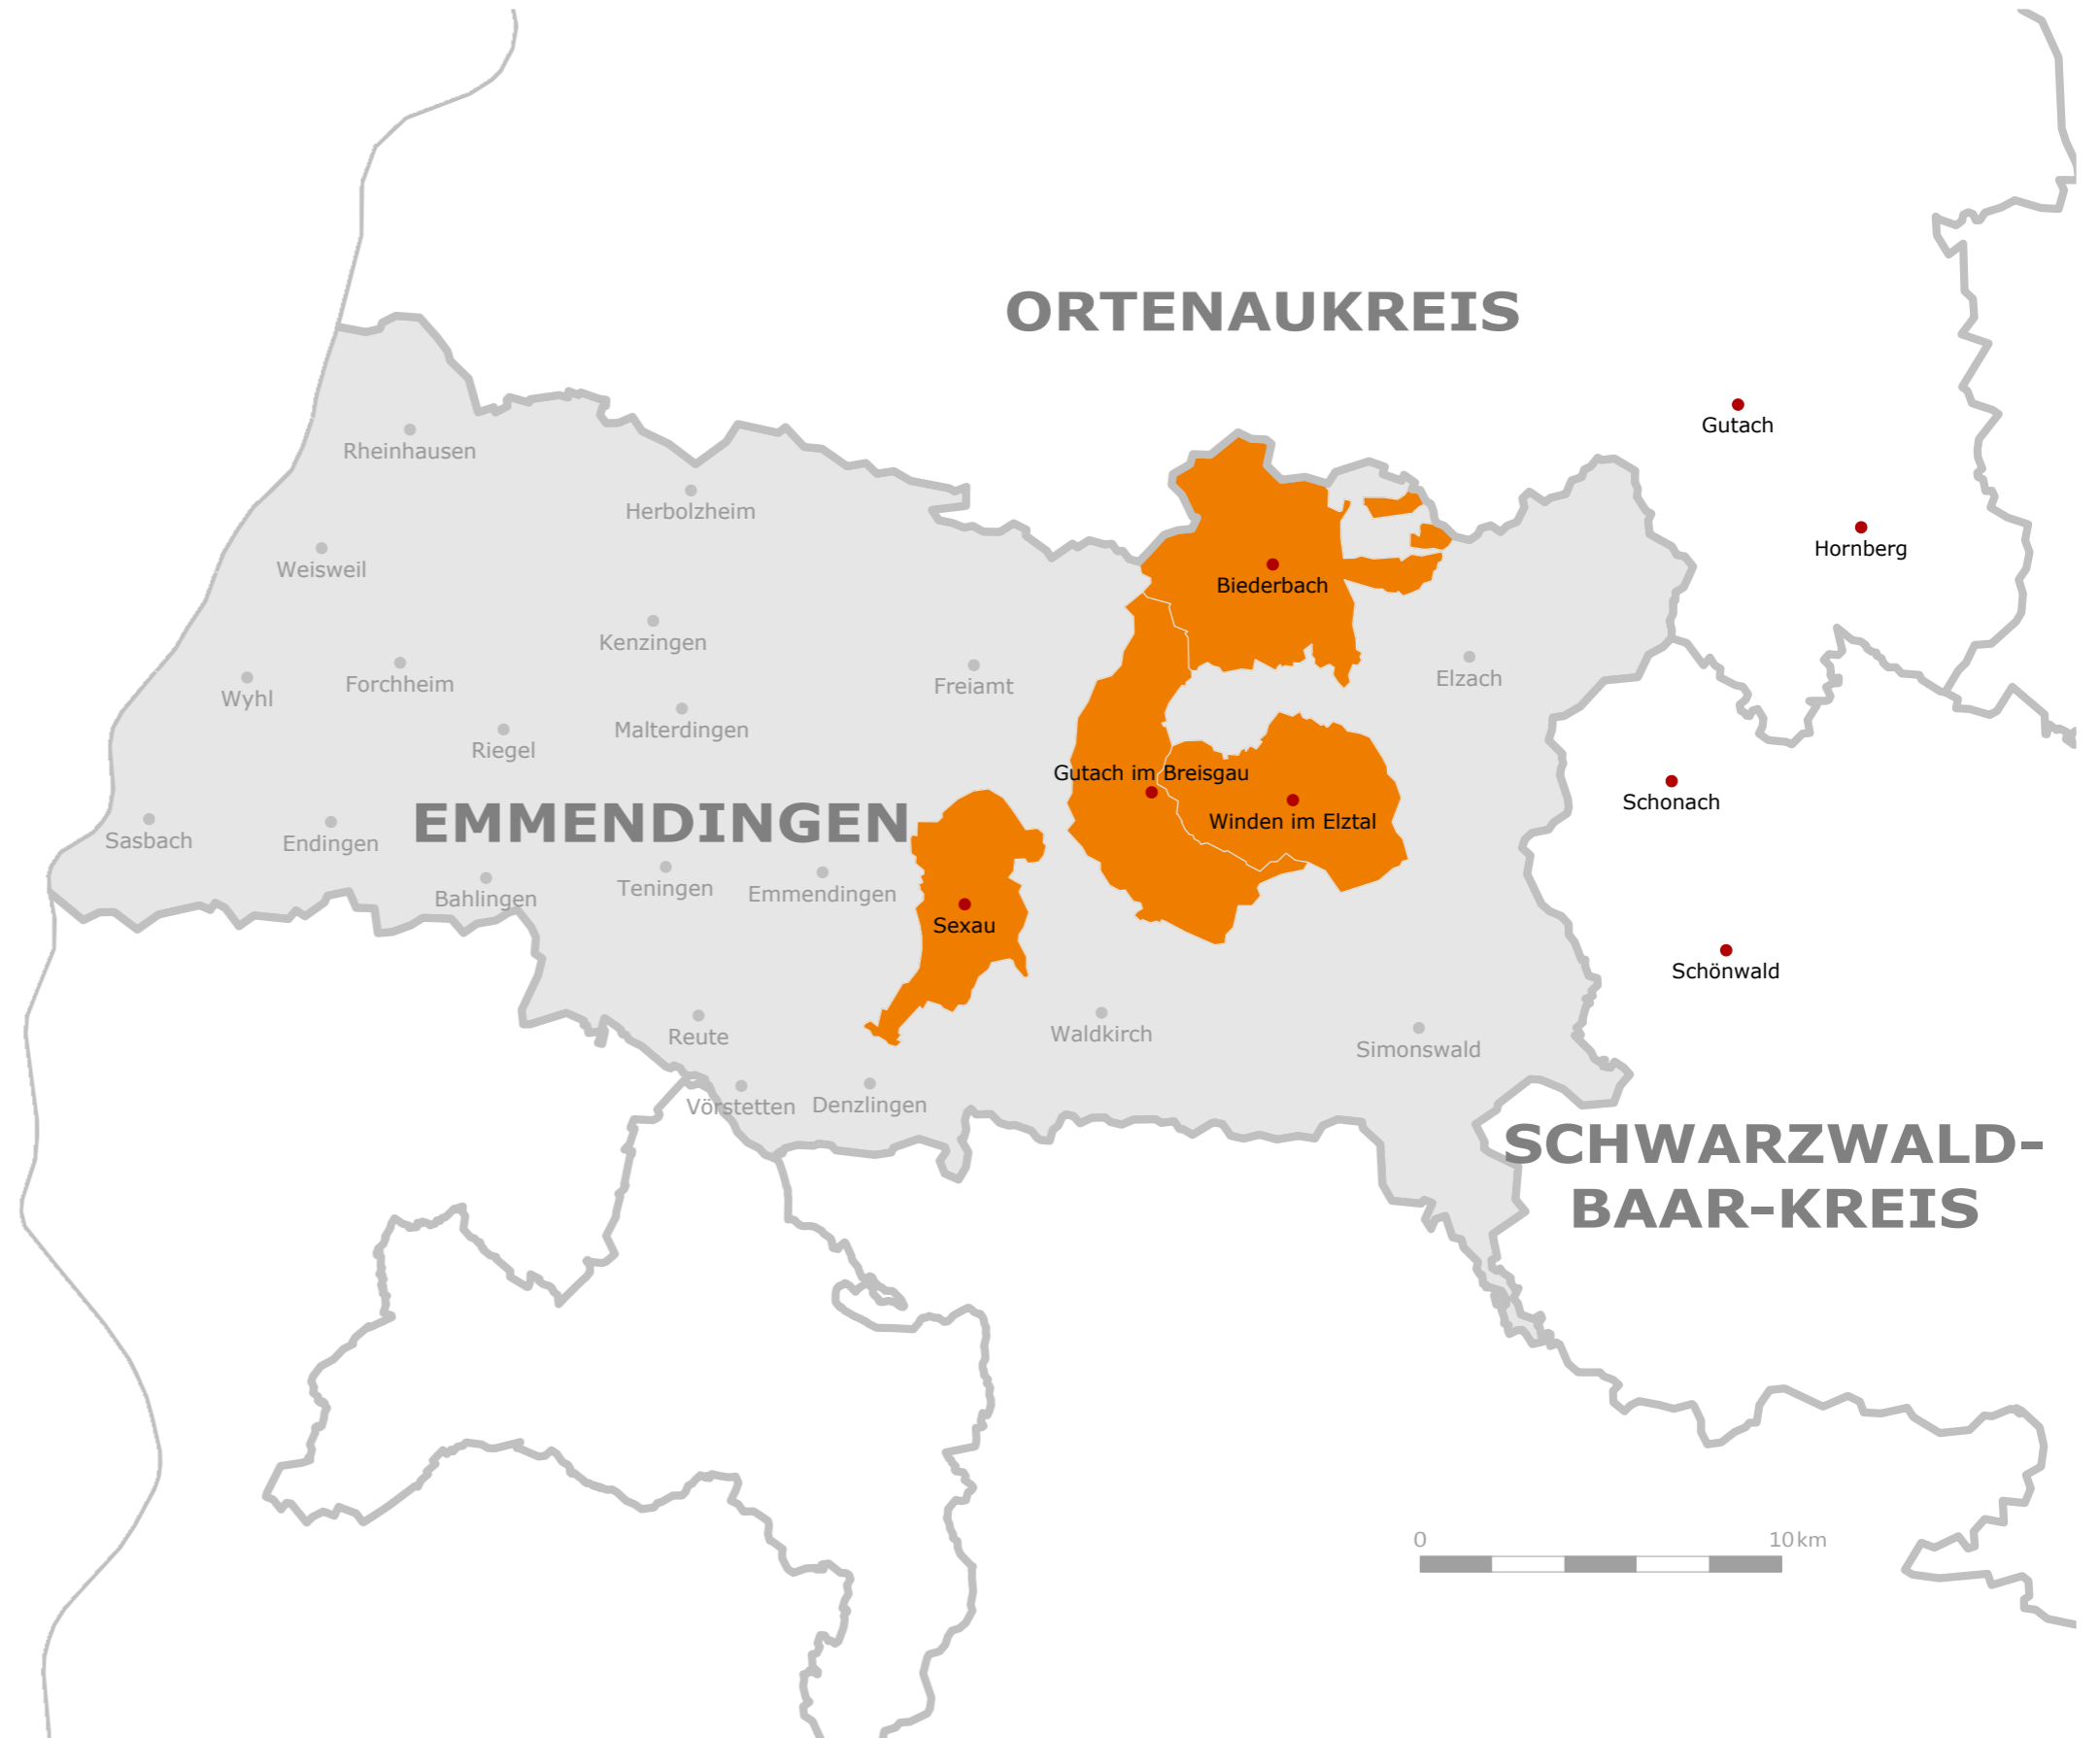 ORTENAUKREIS
Gutach
Rheinhausen
Herbolzheim
Hornberg
Weisweil
Biederbach
Kenzingen
Wyhl
Forchheim
Freiamt
Elzach
Malterdingen
Riegel
Gutach im Breisgau
Schonach
EMMENDINGEN
Winden im Elztal
Sasbach
Endingen
Teningen
Emmendingen
Bahlingen
Sexau
Schönwald
Reute
Waldkirch
Simonswald
Vörstetten
Denzlingen
SCHWARZWALD-
BAAR-KREIS
0 10 km